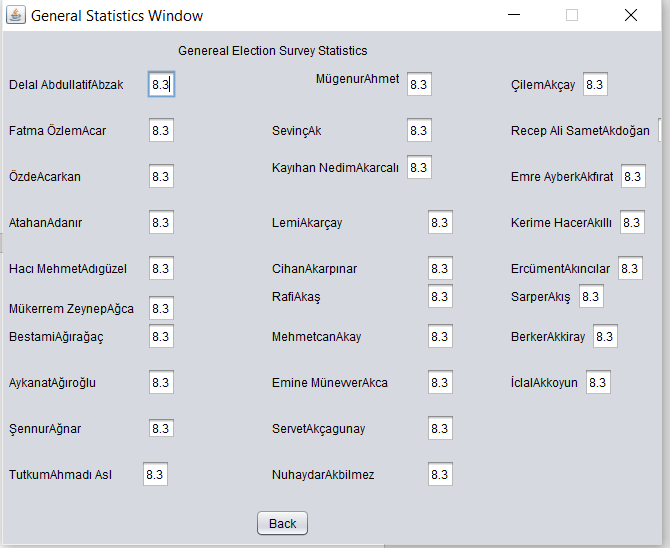 General Statistics Window
Genereal Election Survey Statistics
Delal AbdullatifAbzak 8.3 MügenurAhmet 8.3 ÇilemAkçay 8.3
Fatma ÖzlemAcar 8.3 SevinçAk 8.3 Recep Ali SametAkdoğan
ÖzdeAcarkan 8.3 Kayıhan NedimAkarcalı 8.3 Emre AyberkAkfırat 8.3
AtahanAdanır 8.3 LemiAkarçay 8.3 Kerime HacerAkıllı 8.3
Hacı MehmetAdıgüzel 8.3 CihanAkarpınar 8.3 ErcümentAkıncılar 8.3
Mükerrem ZeynepAğca 8.3 RafiAkaş 8.3 SarperAkış 8.3
BestamiAğırağaç 8.3 MehmetcanAkay 8.3 BerkerAkkiray 8.3
AykanatAğıroğlu 8.3 Emine MünevverAkca 8.3 İclalAkkoyun 8.3
ŞennurAğnar 8.3 ServetAkçagunay 8.3
TutkumAhmadı Asl 8.3 NuhaydarAkbilmez 8.3
Back